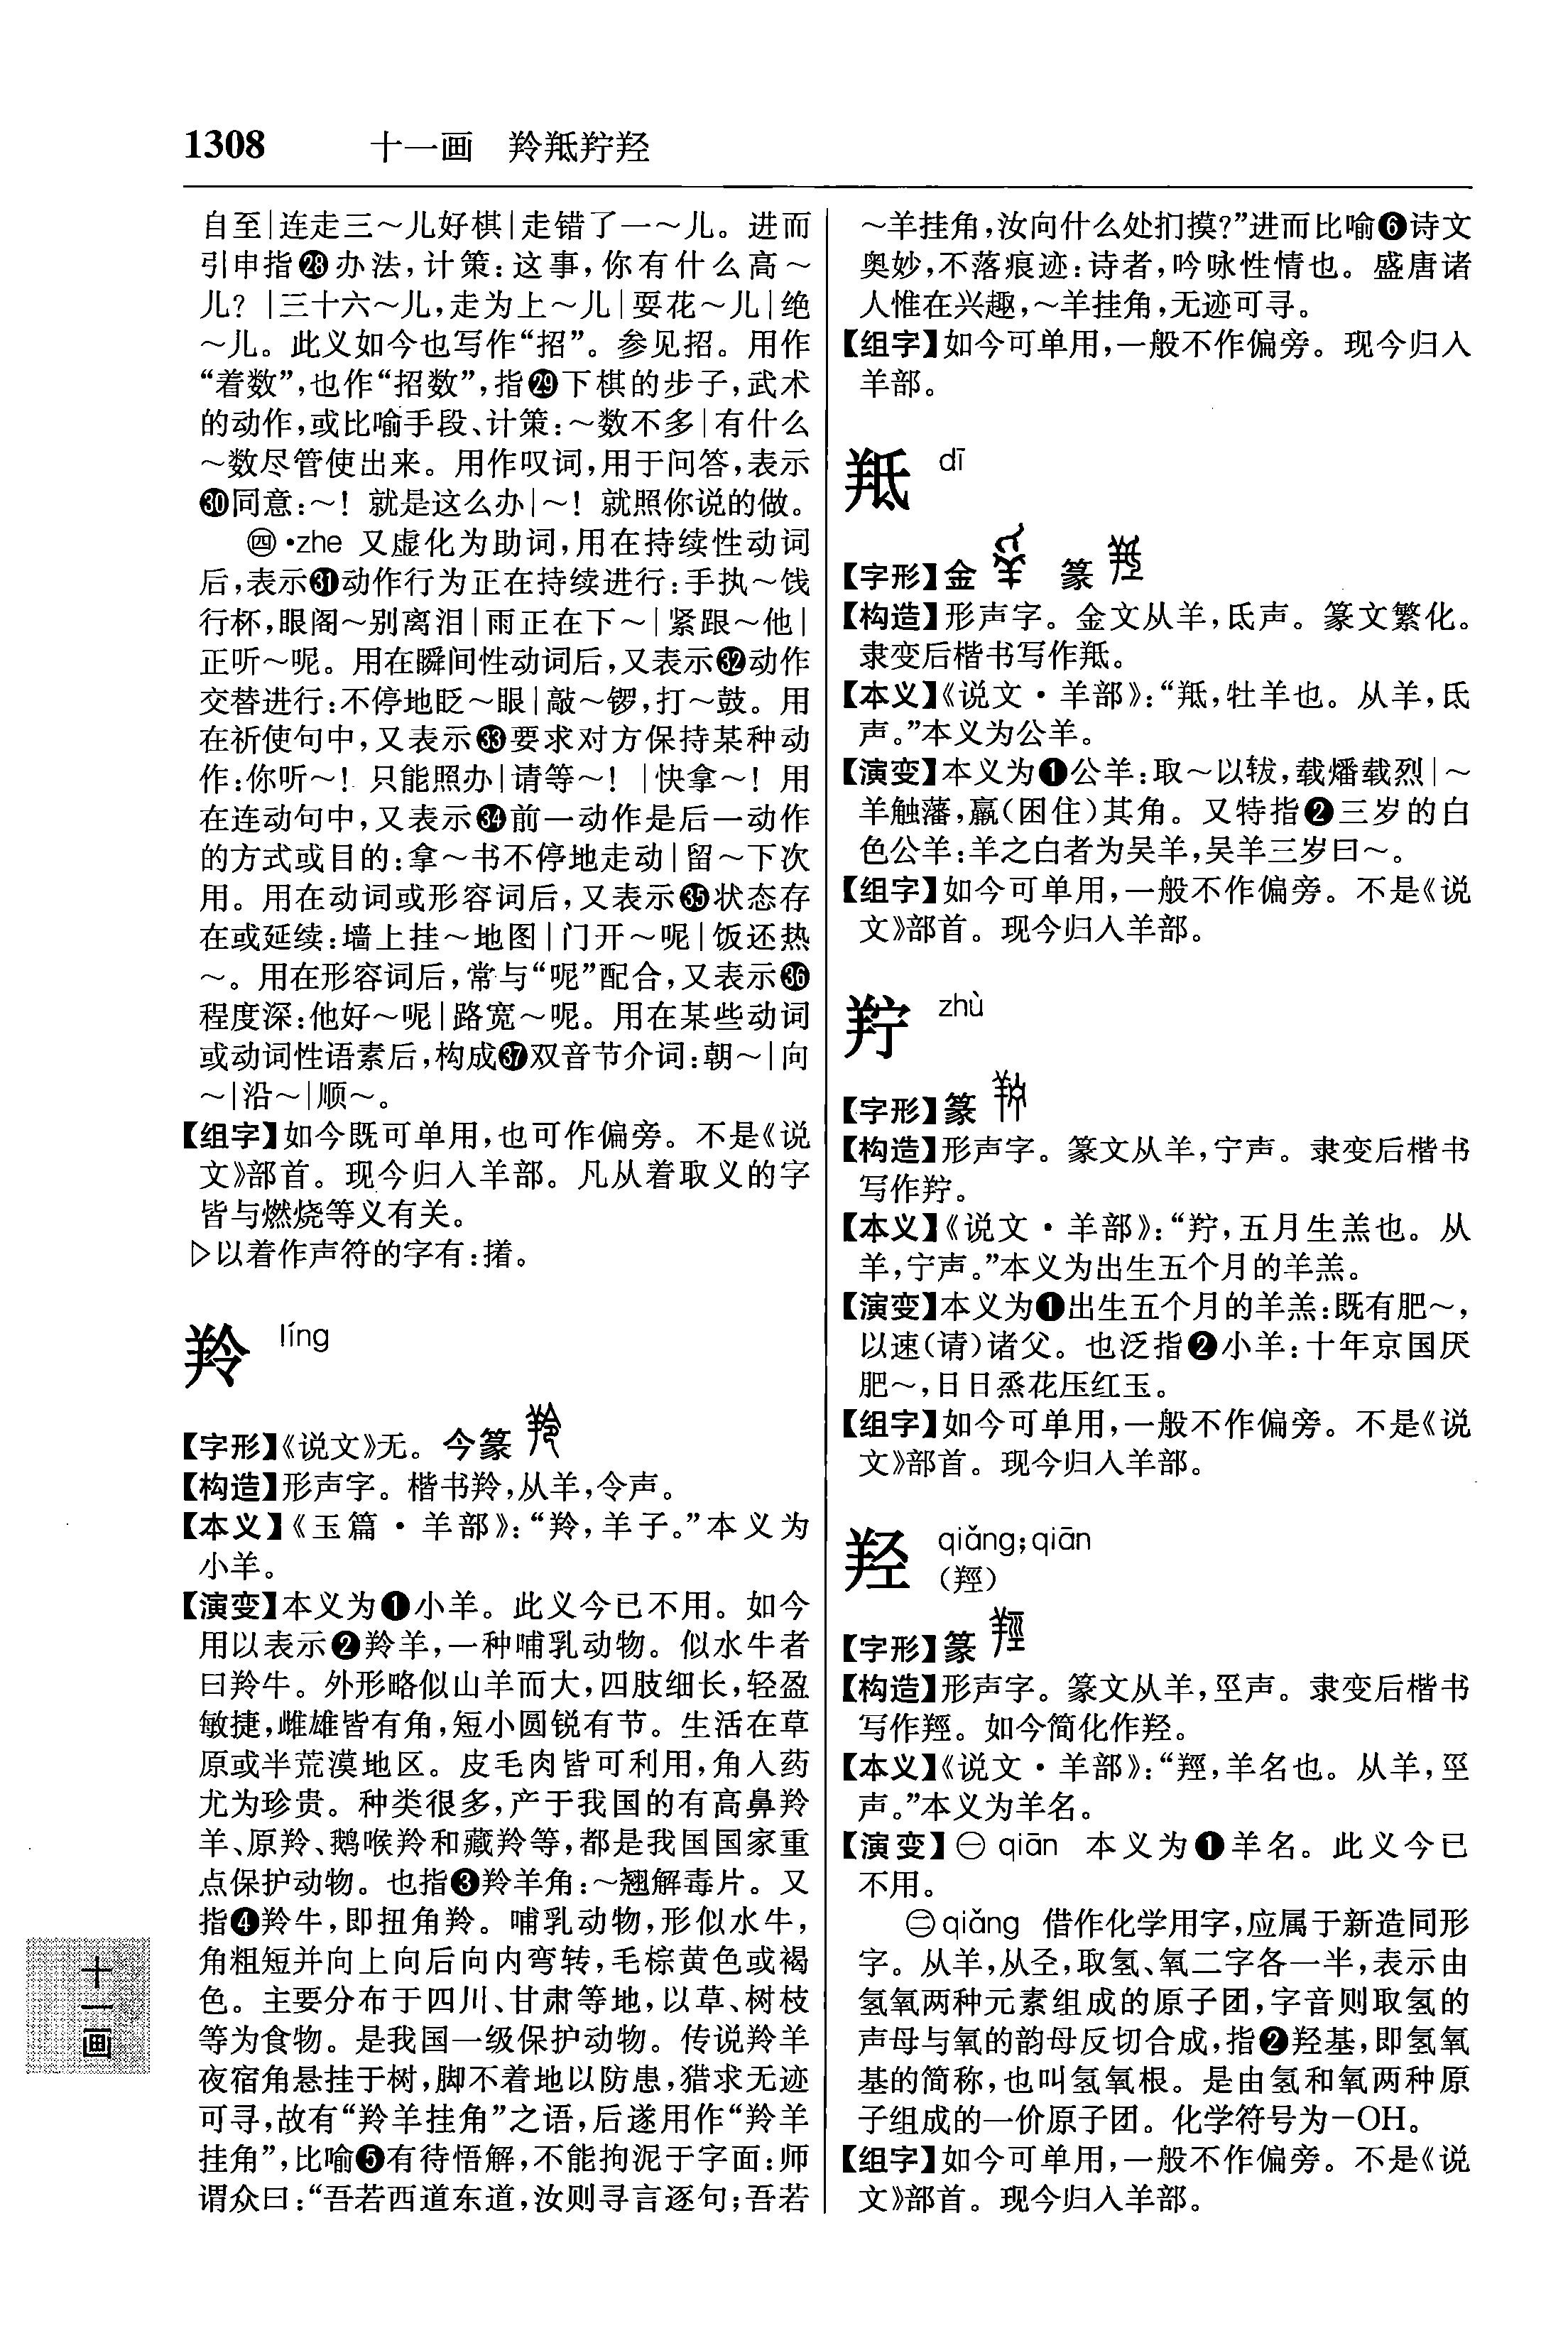 1308 十一画 羚羝羜羟
自至|连走三～儿好棋|走错了一～儿。进而
引申指㉘办法,计策:这事,你有什么高～
儿？|三十六～儿,走为上～儿|耍花～儿|绝
～儿。此义如今也写作“招”。参见招。用作
“着数”,也作“招数”,指㉙下棋的步子,武术
的动作,或比喻手段、计策:～数不多|有什么
～数尽管使出来。用作叹词,用于问答,表示
㉚同意:～！就是这么办|～！就照你说的做。
㊃•zhe 又虚化为助词,用在持续性动词
后,表示㉛动作行为正在持续进行:手执～饯
行杯,眼阁～别离泪|雨正在下～|紧跟～他|
正听～呢。用在瞬间性动词后,又表示㉜动作
交替进行:不停地眨～眼|敲～锣,打～鼓。用
在祈使句中,又表示㉝要求对方保持某种动
作:你听～！只能照办|请等～！|快拿～！用
在连动句中,又表示㉞前一动作是后一动作
的方式或目的:拿～书不停地走动|留～下次
用。用在动词或形容词后,又表示㉟状态存
在或延续:墙上挂～地图|门开～呢|饭还热
～。用在形容词后,常与“呢”配合,又表示㊱
程度深:他好～呢|路宽～呢。用在某些动词
或动词性语素后,构成㊲双音节介词:朝～|向
～|沿～|顺～。
【组字】如今既可单用,也可作偏旁。不是《说
文》部首。现今归入羊部。凡从着取义的字
皆与燃烧等义有关。
▷以着作声符的字有:撯。
羚 líng
【字形】《说文》无。今篆
【构造】形声字。楷书羚,从羊,令声。
【本义】《玉篇·羊部》:“羚,羊子。”本义为
小羊。
【演变】本义为❶小羊。此义今已不用。如今
用以表示❷羚羊,一种哺乳动物。似水牛者
曰羚牛。外形略似山羊而大,四肢细长,轻盈
敏捷,雌雄皆有角,短小圆锐有节。生活在草
原或半荒漠地区。皮毛肉皆可利用,角入药
尤为珍贵。种类很多,产于我国的有高鼻羚
羊、原羚、鹅喉羚和藏羚等,都是我国国家重
点保护动物。也指❸羚羊角:～翘解毒片。又
指❹羚牛,即扭角羚。哺乳动物,形似水牛,
角粗短并向上向后向内弯转,毛棕黄色或褐
色。主要分布于四川、甘肃等地,以草、树枝
等为食物。是我国一级保护动物。传说羚羊
夜宿角悬挂于树,脚不着地以防患,猎求无迹
可寻,故有“羚羊挂角”之语,后遂用作“羚羊
挂角”,比喻❺有待悟解,不能拘泥于字面:师
谓众曰:“吾若西道东道,汝则寻言逐句;吾若
～羊挂角,汝向什么处扪摸?”进而比喻❻诗文
奥妙,不落痕迹:诗者,吟咏性情也。盛唐诸
人惟在兴趣,～羊挂角,无迹可寻。
【组字】如今可单用,一般不作偏旁。现今归入
羊部。
羝 dī
【字形】金 篆
【构造】形声字。金文从羊,氐声。篆文繁化。
隶变后楷书写作羝。
【本义】《说文·羊部》:“羝,牡羊也。从羊,氐
声。”本义为公羊。
【演变】本义为❶公羊:取～以软,载燔载烈|～
羊触藩,羸(困住)其角。又特指❷三岁的白
色公羊:羊之白者为吴羊,吴羊三岁曰～。
【组字】如今可单用,一般不作偏旁。不是《说
文》部首。现今归入羊部。
羜 zhù
【字形】篆
【构造】形声字。篆文从羊,宁声。隶变后楷书
写作羜。
【本义】《说文·羊部》:“羜,五月生羔也。从
羊,宁声。”本义为出生五个月的羊羔。
【演变】本义为❶出生五个月的羊羔:既有肥～,
以速(请)诸父。也泛指❷小羊:十年京国厌
肥～,日日蒸花压红玉。
【组字】如今可单用,一般不作偏旁。不是《说
文》部首。现今归入羊部。
羟 qiǎng;qiān
(羥)
【字形】篆
【构造】形声字。篆文从羊,巠声。隶变后楷书
写作羥。如今简化作羟。
【本义】《说文·羊部》:“羥,羊名也。从羊,巠
声。”本义为羊名。
【演变】㊀ qiān 本义为❶羊名。此义今已
不用。
㊁qiǎng 借作化学用字,应属于新造同形
字。从羊,从圣,取氢、氧二字各一半,表示由
氢氧两种元素组成的原子团,字音则取氢的
声母与氧的韵母反切合成,指❷羟基,即氢氧
基的简称,也叫氢氧根。是由氢和氧两种原
子组成的一价原子团。化学符号为-OH。
【组字】如今可单用,一般不作偏旁。不是《说
文》部首。现今归入羊部。
十一画